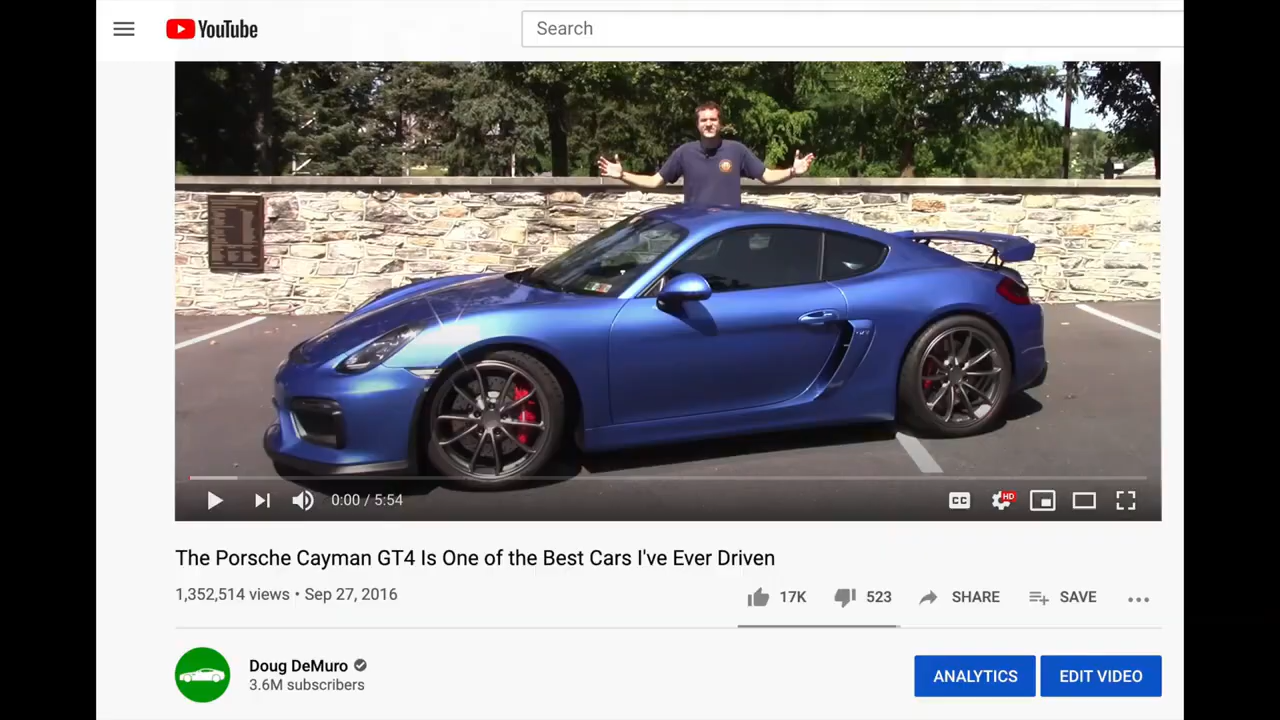 YouTube
Search
0:00 / 5:54
CC
HD
The Porsche Cayman GT4 Is One of the Best Cars I've Ever Driven
1,352,514 views • Sep 27, 2016
17K
523
SHARE
SAVE
Doug DeMuro
3.6M subscribers
ANALYTICS
EDIT VIDEO